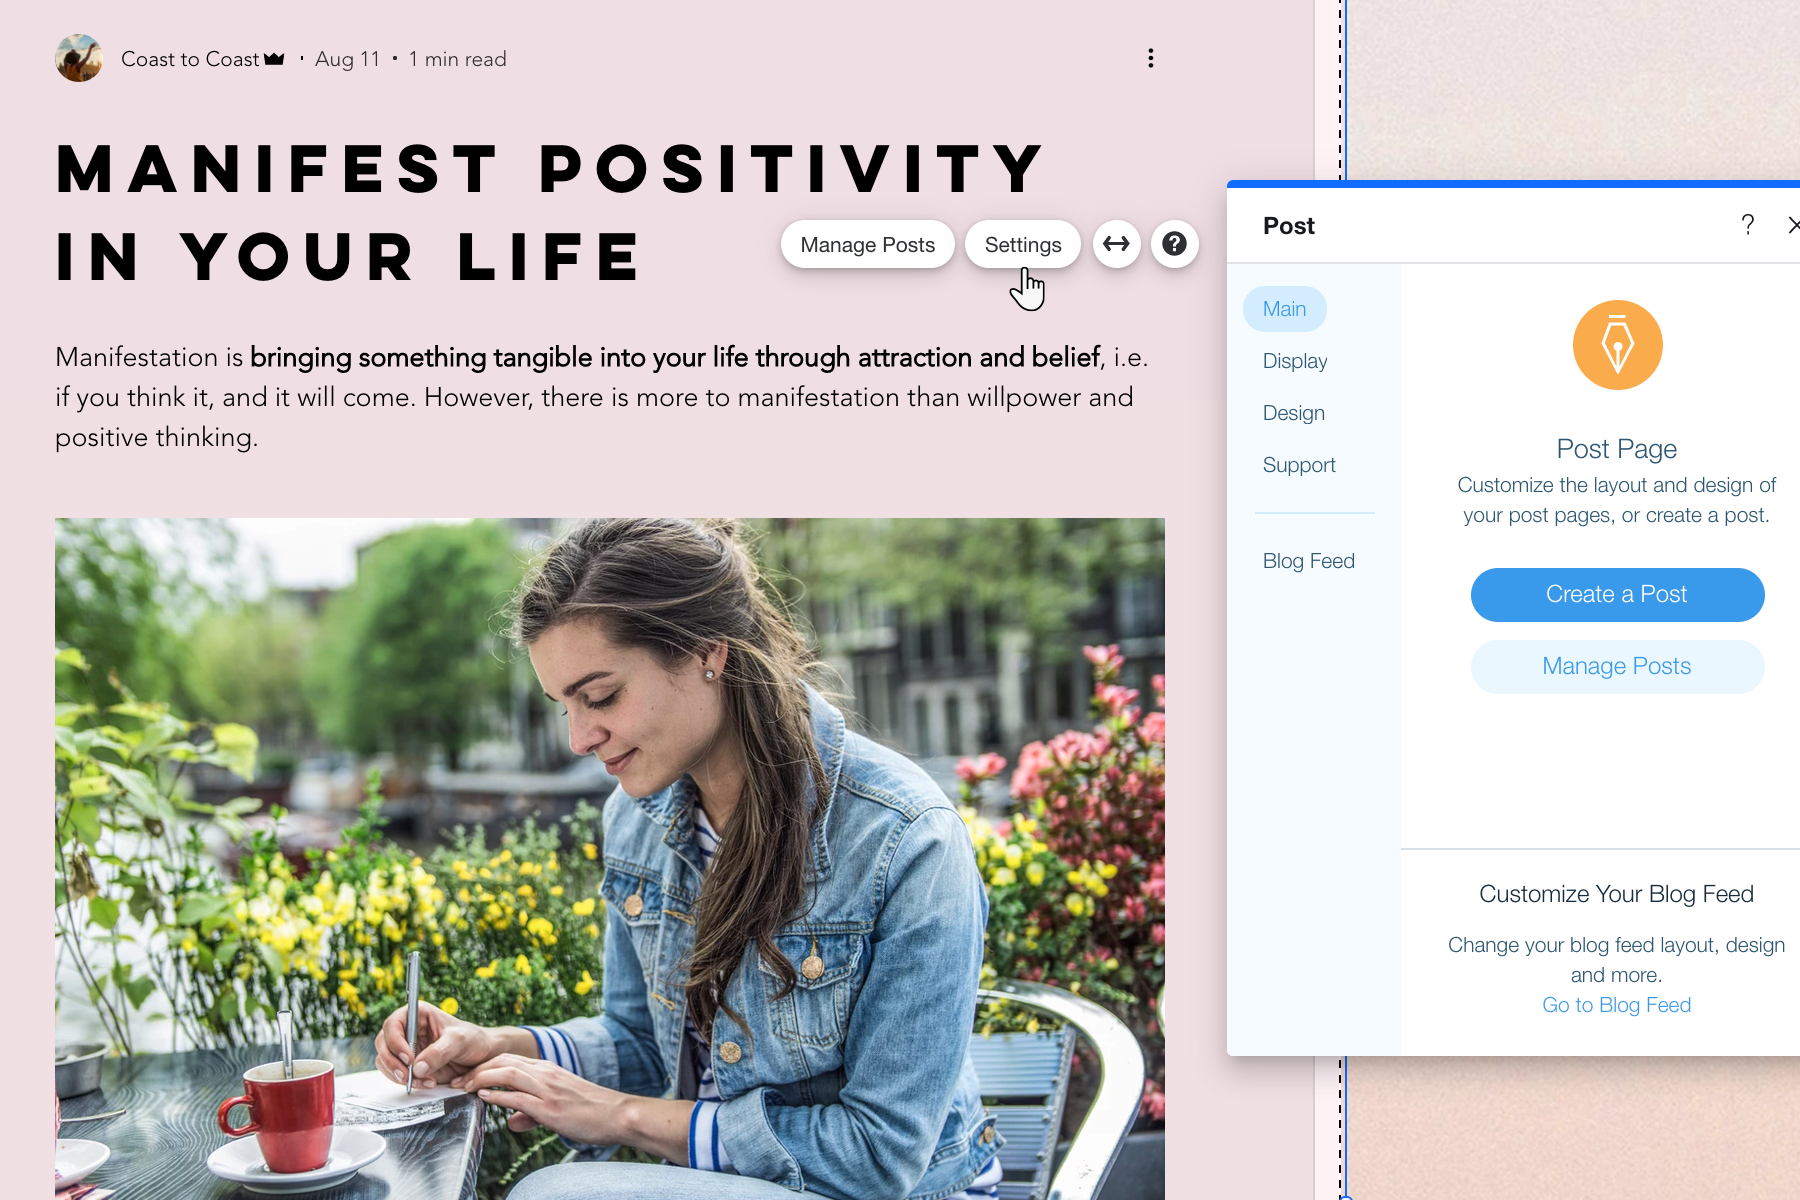 Coast to Coast · Aug 11 • 1 min read
MANIFEST POSITIVITY
IN YOUR LIFE
Manage Posts
Settings
?
Manifestation is bringing something tangible into your life through attraction and belief, i.e.
if you think it, and it will come. However, there is more to manifestation than willpower and
positive thinking.
Post
?
Main
Display
Design
Support
Blog Feed
Post Page
Customize the layout and design of
your post pages, or create a post.
Create a Post
Manage Posts
Customize Your Blog Feed
Change your blog feed layout, design
and more.
Go to Blog Feed